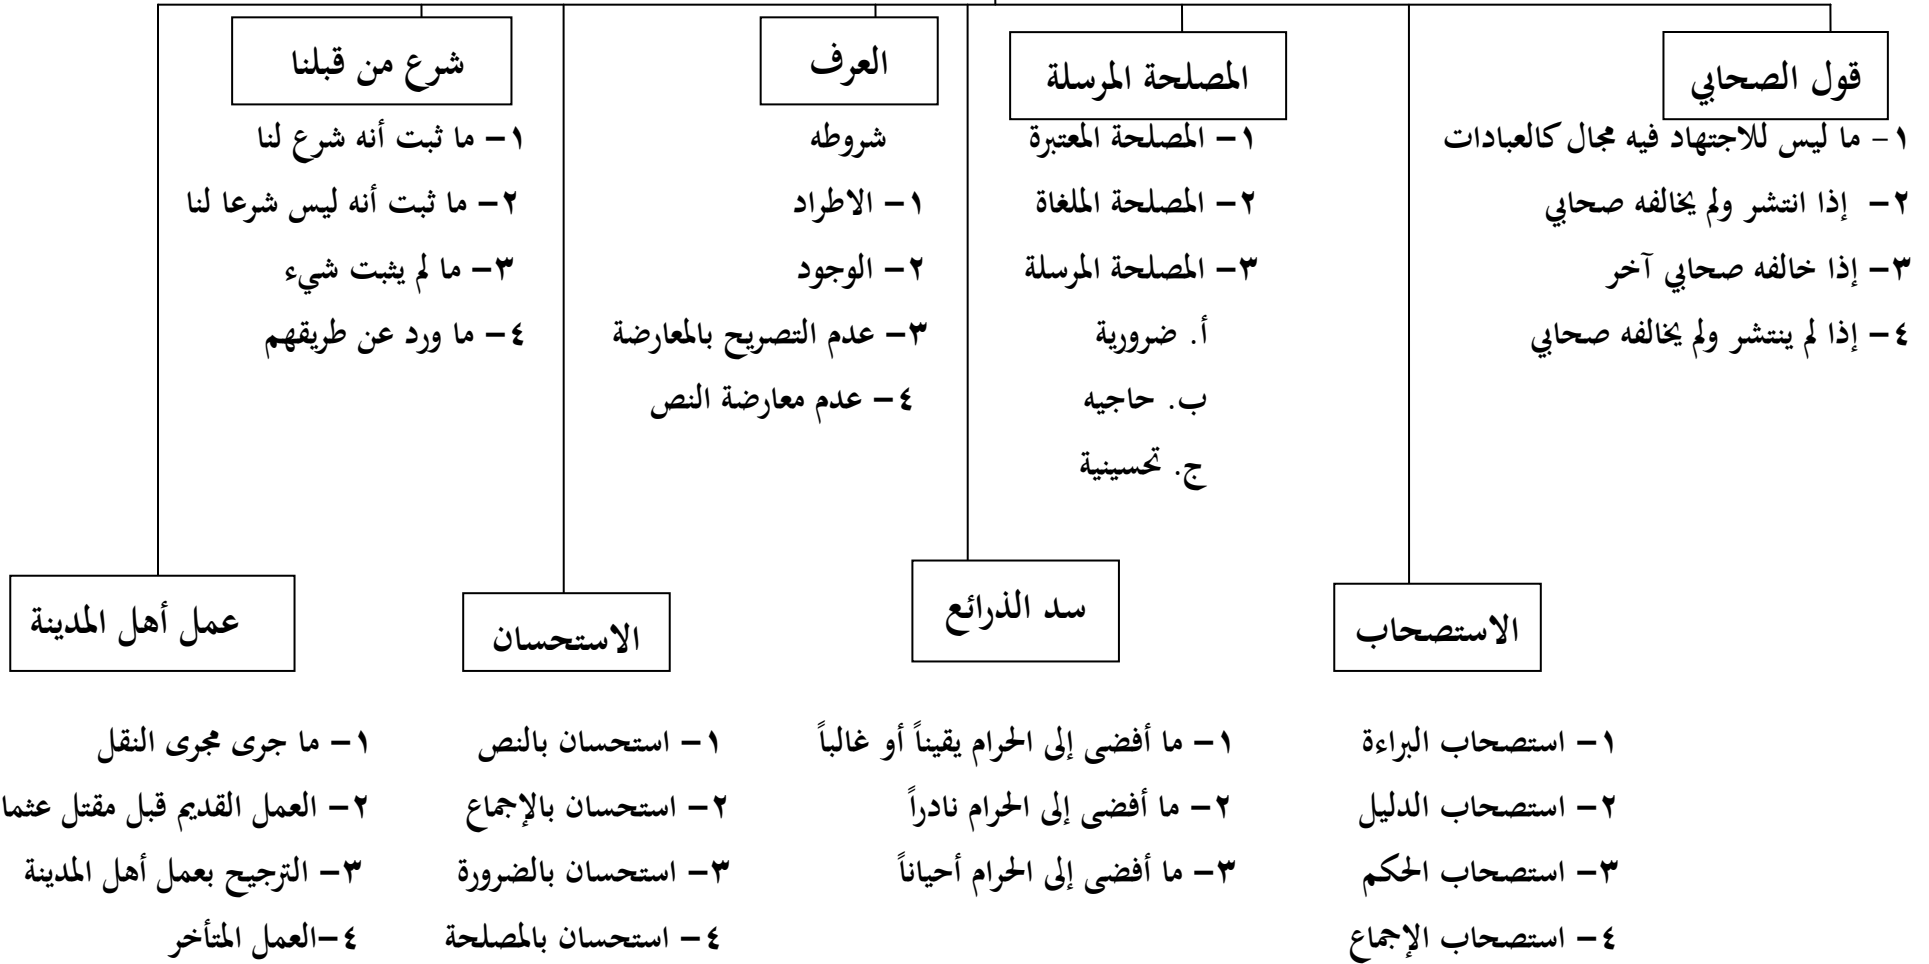 قول الصحابي
١- ما ليس للاجتهاد فيه مجال كالعبادات
٢- إذا انتشر ولم يخالفه صحابي
٣- إذا خالفه صحابي آخر
٤- إذا لم ينتشر ولم يخالفه صحابي
المصلحة المرسلة
١- المصلحة المعتبرة
٢- المصلحة الملغاة
٣- المصلحة المرسلة
أ. ضرورية
ب. حاجيه
ج. تحسينية
العرف
شروطه
١- الاطراد
٢- الوجود
٣- عدم التصريح بالمعارضة
٤- عدم معارضة النص
شرع من قبلنا
١- ما ثبت أنه شرع لنا
٢- ما ثبت أنه ليس شرعا لنا
٣- ما لم يثبت شيء
٤- ما ورد عن طريقهم
الاستصحاب
١- استصحاب البراءة
٢- استصحاب الدليل
٣- استصحاب الحكم
٤- استصحاب الإجماع
سد الذرائع
١- ما أفضى إلى الحرام يقيناً أو غالباً
٢- ما أفضى إلى الحرام نادراً
٣- ما أفضى إلى الحرام أحياناً
الاستحسان
١- استحسان بالنص
٢- استحسان بالإجماع
٣- استحسان بالضرورة
٤- استحسان بالمصلحة
عمل أهل المدينة
١- ما جرى مجرى النقل
٢- العمل القديم قبل مقتل عثما
٣- الترجيح بعمل أهل المدينة
٤-العمل المتأخر